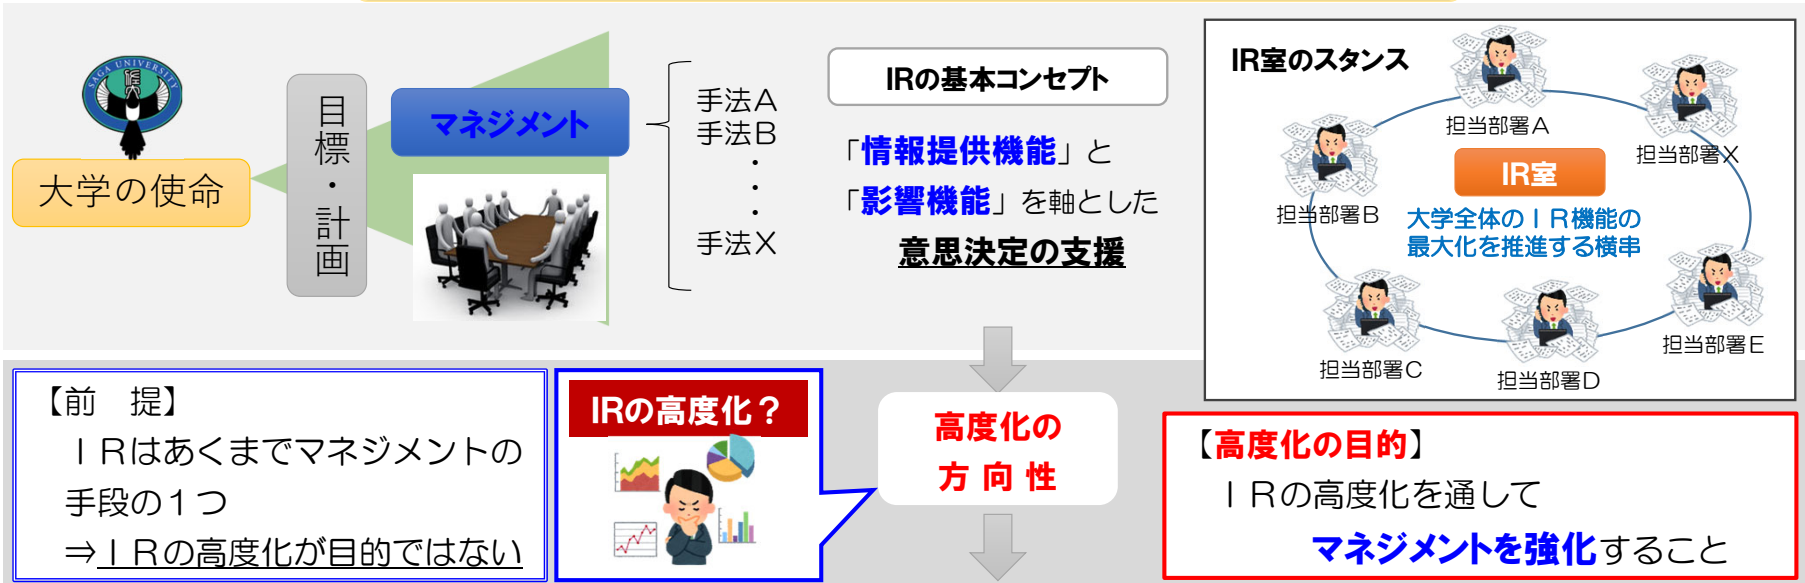 SAGA UNIVERSITY
大学の使命
目標・計画
マネジメント
手法A
手法B
・
・
・
手法X
IRの基本コンセプト
「情報提供機能」と
「影響機能」を軸とした
意思決定の支援
IR室のスタンス
担当部署A
担当部署X
担当部署B
IR室
大学全体のIR機能の
最大化を推進する横串
担当部署C
担当部署D
担当部署E
【前　提】
IRはあくまでマネジメントの
手段の1つ
⇒IRの高度化が目的ではない
IRの高度化？
高度化の
方向性
【高度化の目的】
IRの高度化を通して
マネジメントを強化すること